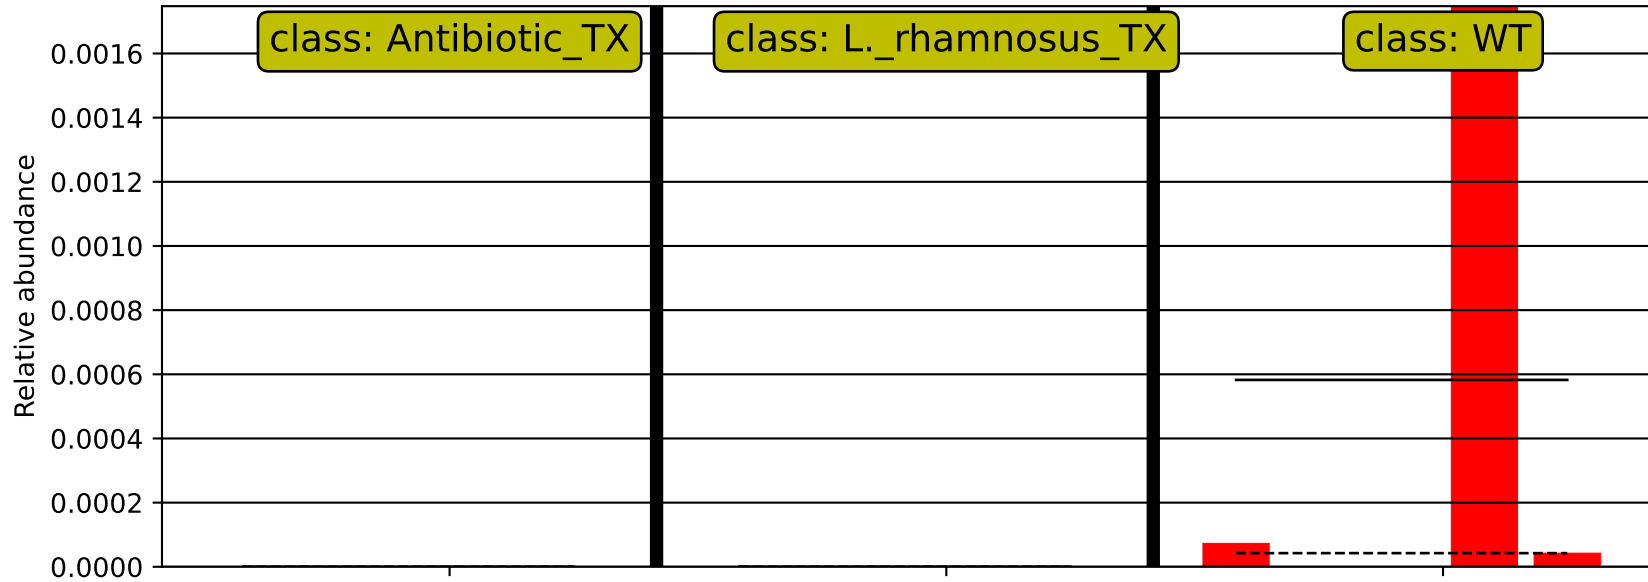 class: Antibiotic_TX
class: L._rhamnosus_TX
class: WT
Relative abundance
0.0016
0.0014
0.0012
0.0010
0.0008
0.0006
0.0004
0.0002
0.0000